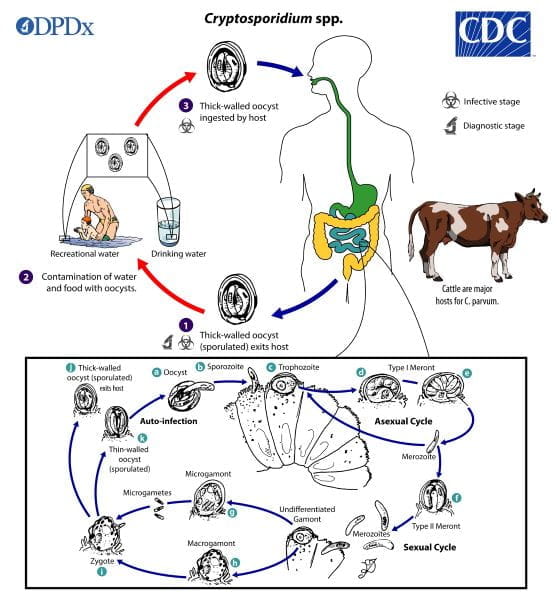 Cryptosporidium spp.
DPDx
CDC
3 Thick-walled oocyst
ingested by host
Infective stage
Diagnostic stage
Recreational water
Drinking water
2 Contamination of water
and food with oocysts.
Cattle are major
hosts for C. parvum.
1
Thick-walled oocyst
(sporulated) exits host
j Thick-walled
oocyst (sporulated)
exits host
a Oocyst
b Sporozoite
c Trophozoite
d
Type I Meront
e
Auto-infection
Asexual Cycle
k
Thin-walled
oocyst
(sporulated)
Merozoite
f
Type II Meront
Microgamont
g
Microgametes
Undifferentiated
Gamont
Merozoites
Sexual Cycle
Macrogamont
h
Zygote
i